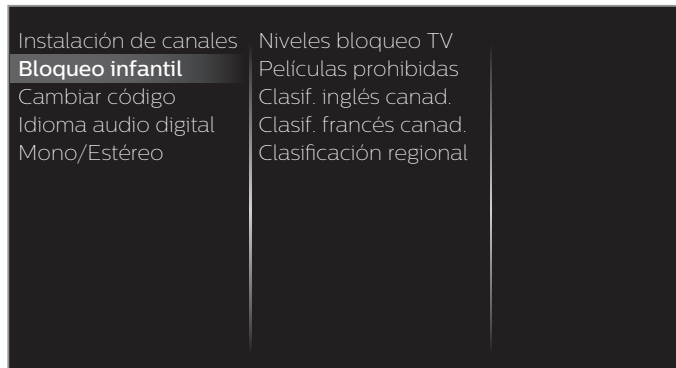 Instalación de canales
Bloqueo infantil
Cambiar código
Idioma audio digital
Mono/Estéreo
Niveles bloqueo TV
Películas prohibidas
Clasif. inglés canad.
Clasif. francés canad.
Clasificación regional